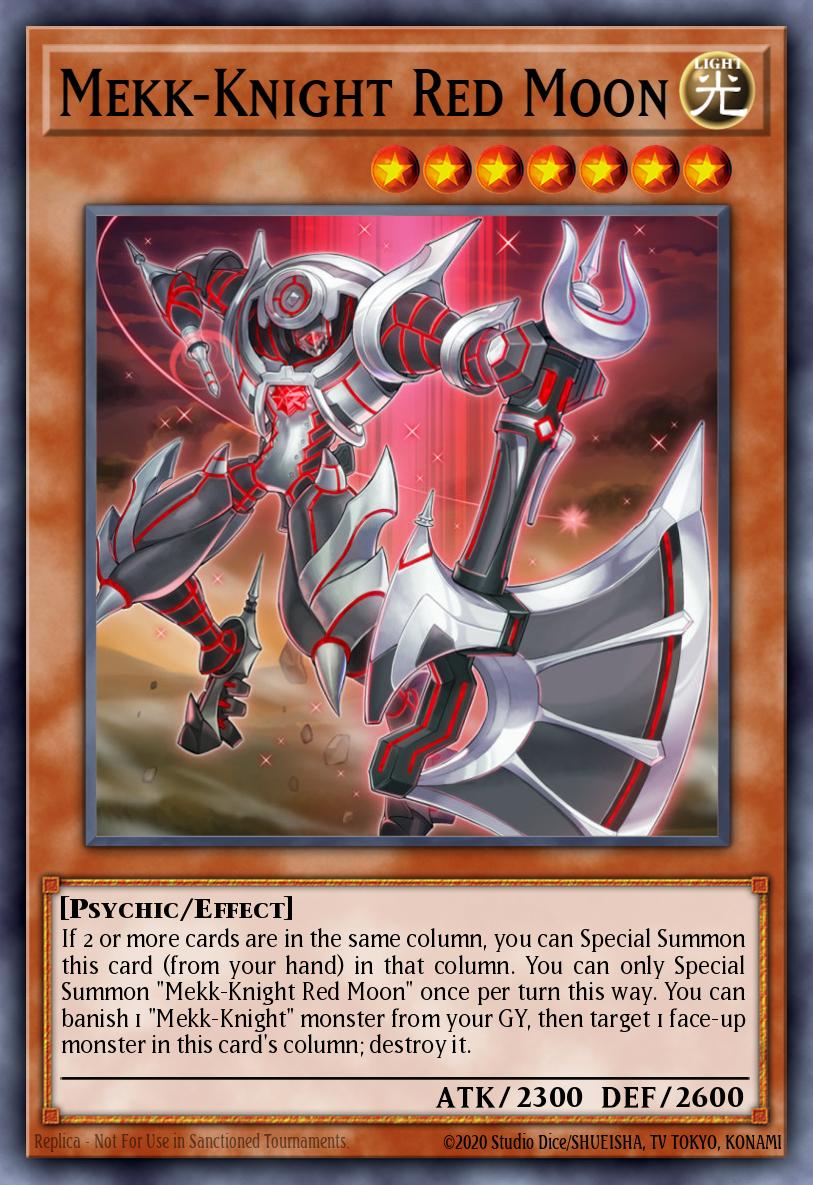 Mekk-Knight Red Moon
LIGHT
光
[Psychic/Effect]
If 2 or more cards are in the same column, you can Special Summon
this card (from your hand) in that column. You can only Special
Summon "Mekk-Knight Red Moon" once per turn this way. You can
banish 1 "Mekk-Knight" monster from your GY, then target 1 face-up
monster in this card's column; destroy it.
ATK/2300 DEF/2600
Replica - Not For Use in Sanctioned Tournaments.
©2020 Studio Dice/SHUEISHA, TV TOKYO, KONAMI